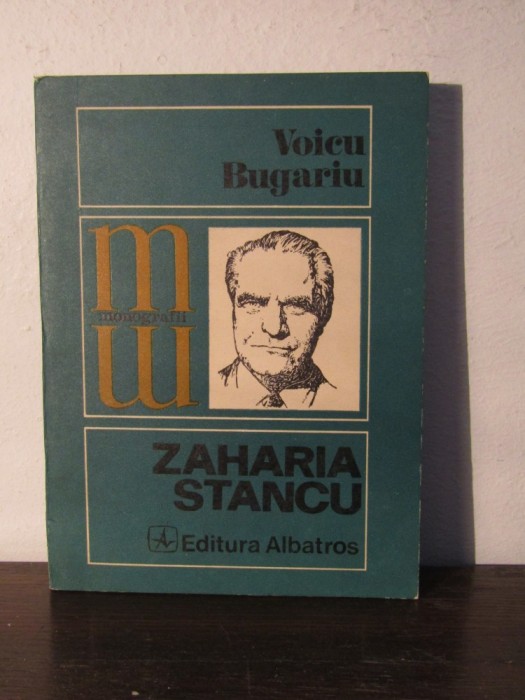 Voicu
Bugariu
m
monografii
m
ZAHARIA
STANCU
Editura Albatros